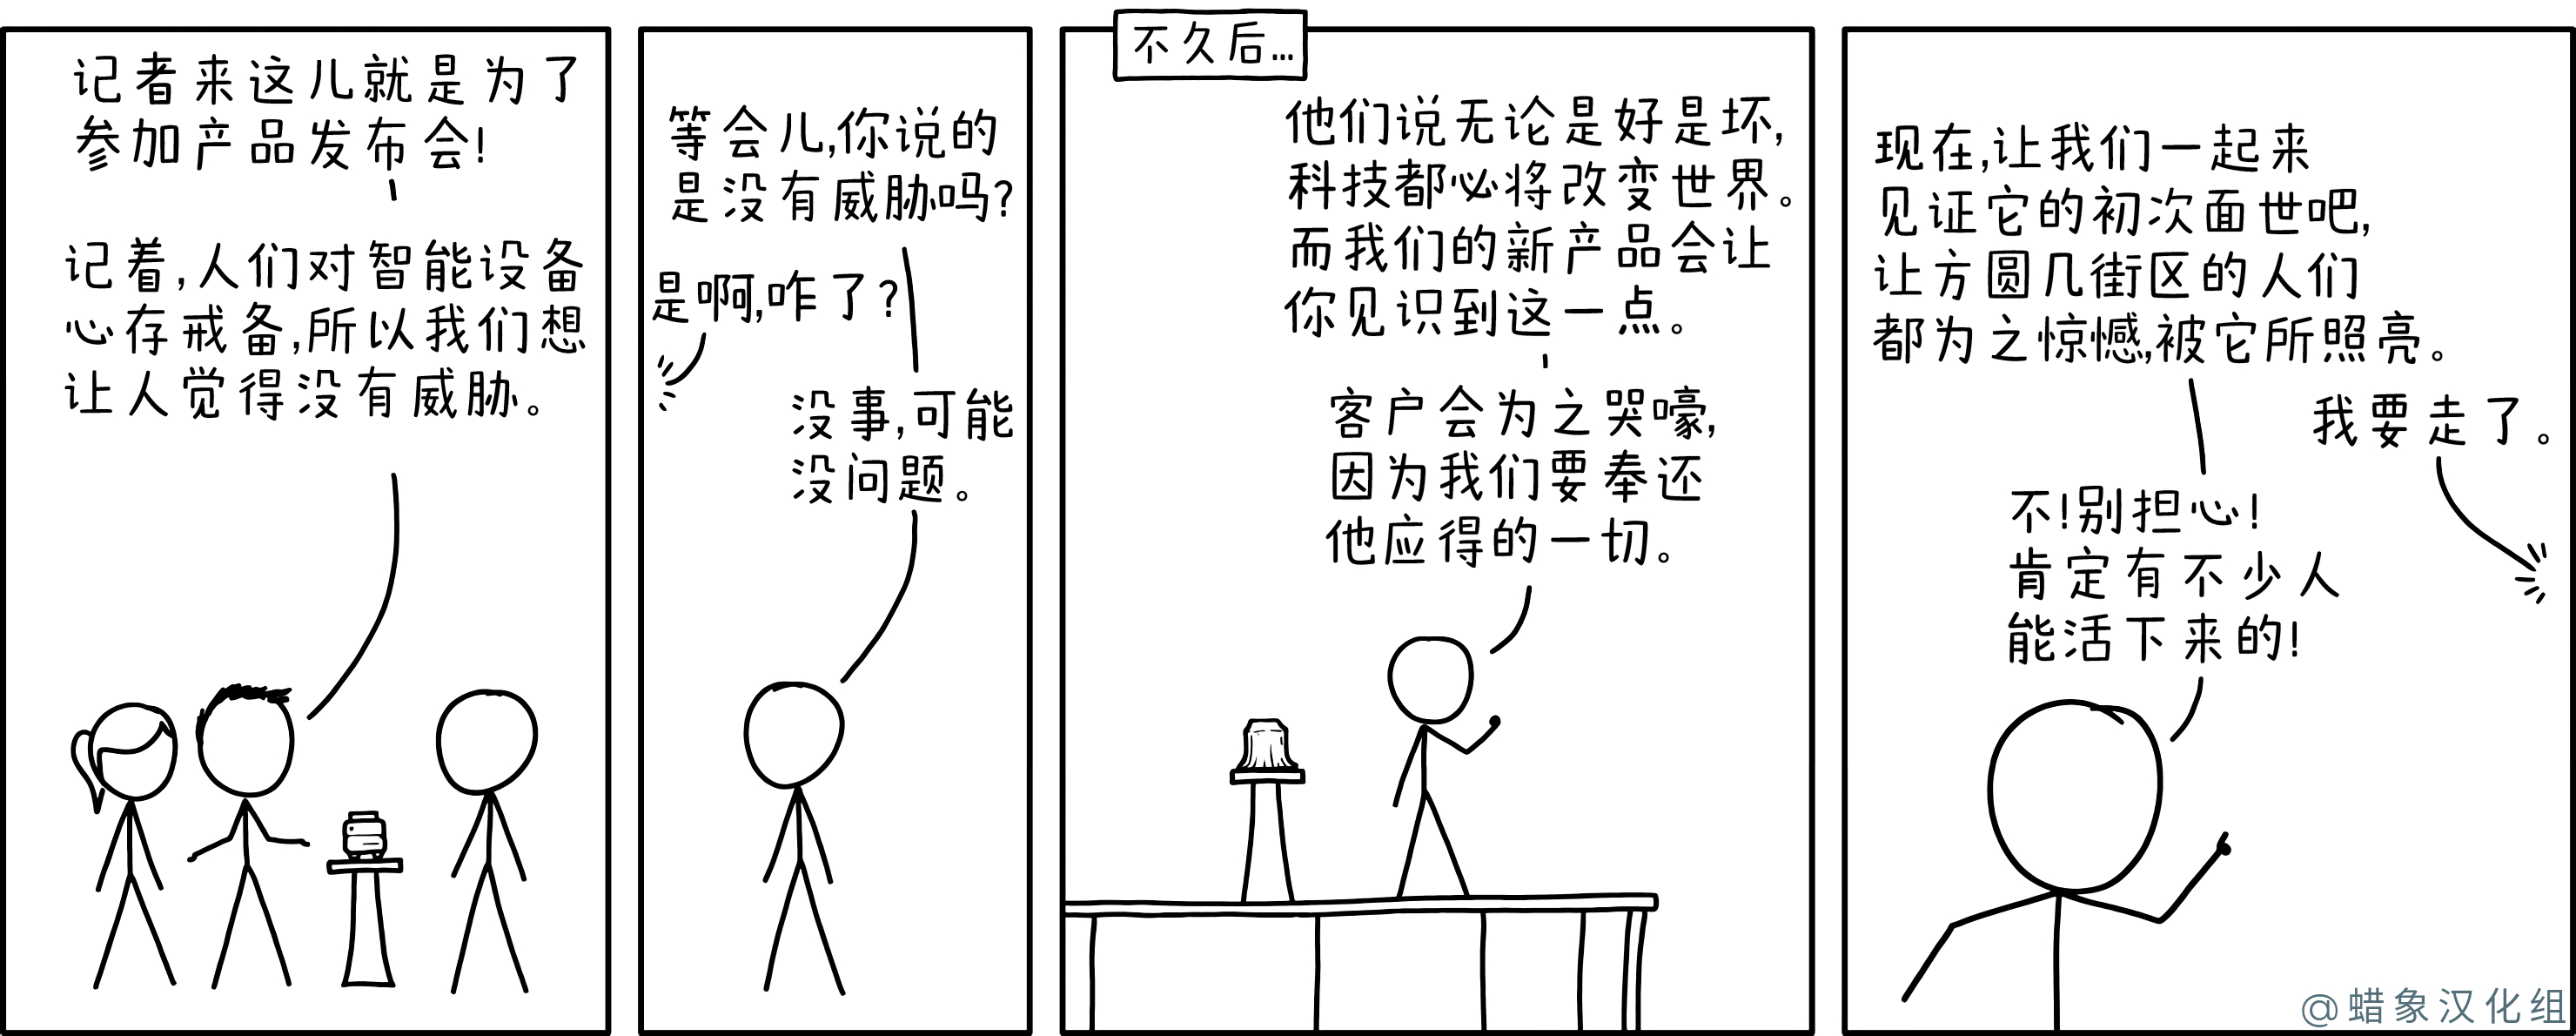 记者来这儿就是为了
参加产品发布会!
记着,人们对智能设备
心存戒备,所以我们想
让人觉得没有威胁。
等会儿,你说的
是没有威胁吗?
是啊,咋了?
没事,可能
没问题。
不久后...
他们说无论是好是坏,
科技都必将改变世界。
而我们的新产品会让
你见识到这一点。
客户会为之哭嚎,
因为我们要奉还
他应得的一切。
现在,让我们一起来
见证它的初次面世吧,
让方圆几街区的人们
都为之惊憾,被它所照亮。
我要走了。
不!别担心!
肯定有不少人
能活下来的!
@蜡象汉化组